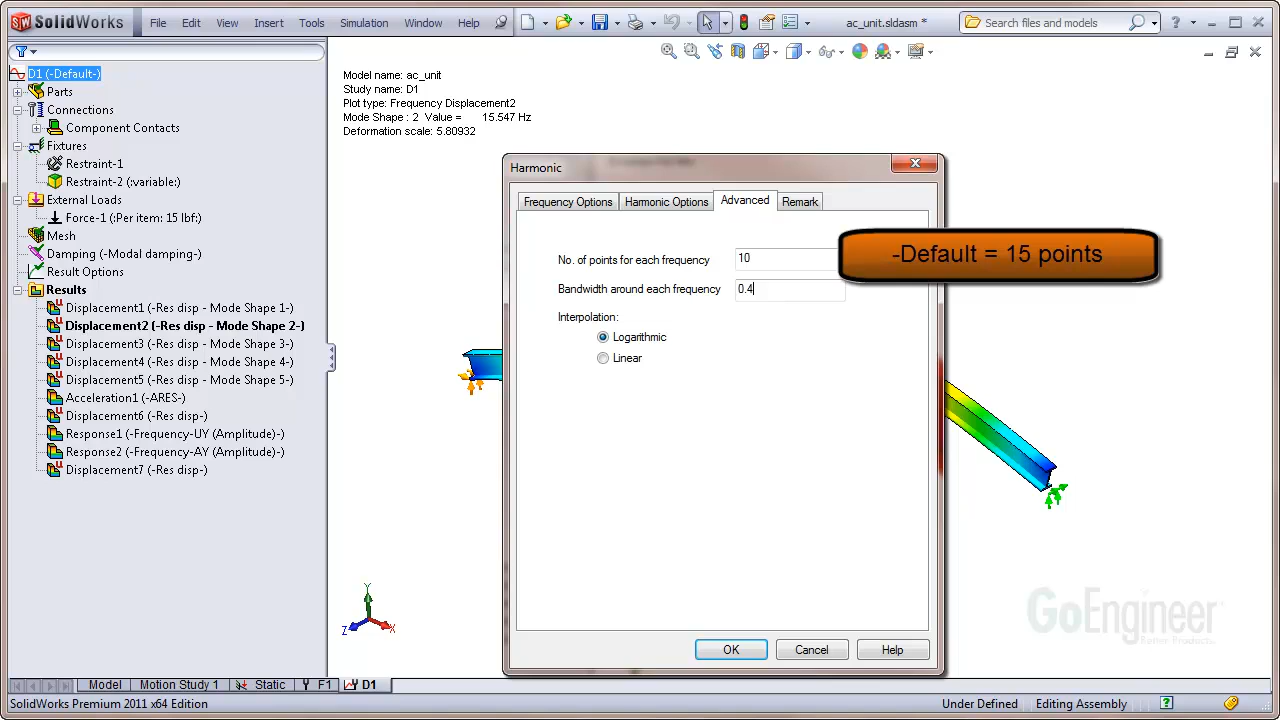 SolidWorks
File Edit View Insert Tools Simulation Window Help
ac_unit.sldasm *
Search files and models
D1 (-Default-)
Parts
Connections
Component Contacts
Fixtures
Restraint-1
Restraint-2 (:variable:)
External Loads
Force-1 (:Per item: 15 lbf:)
Mesh
Damping (-Modal damping-)
Result Options
Results
Displacement1 (-Res disp - Mode Shape 1-)
Displacement2 (-Res disp - Mode Shape 2-)
Displacement3 (-Res disp - Mode Shape 3-)
Displacement4 (-Res disp - Mode Shape 4-)
Displacement5 (-Res disp - Mode Shape 5-)
Acceleration1 (-ARES-)
Displacement6 (-Res disp-)
Response1 (-Frequency-UY (Amplitude)-)
Response2 (-Frequency-AY (Amplitude)-)
Displacement7 (-Res disp-)
Model name: ac_unit
Study name: D1
Plot type: Frequency Displacement2
Mode Shape : 2 Value = 15.547 Hz
Deformation scale: 5.80932
Harmonic
Frequency Options Harmonic Options Advanced Remark
No. of points for each frequency 10
Bandwidth around each frequency 0.4
Interpolation:
Logarithmic
Linear
OK Cancel Help
-Default = 15 points
Y
Z X
GoEngineer
Model Motion Study 1 Static F1 D1
SolidWorks Premium 2011 x64 Edition
Under Defined Editing Assembly